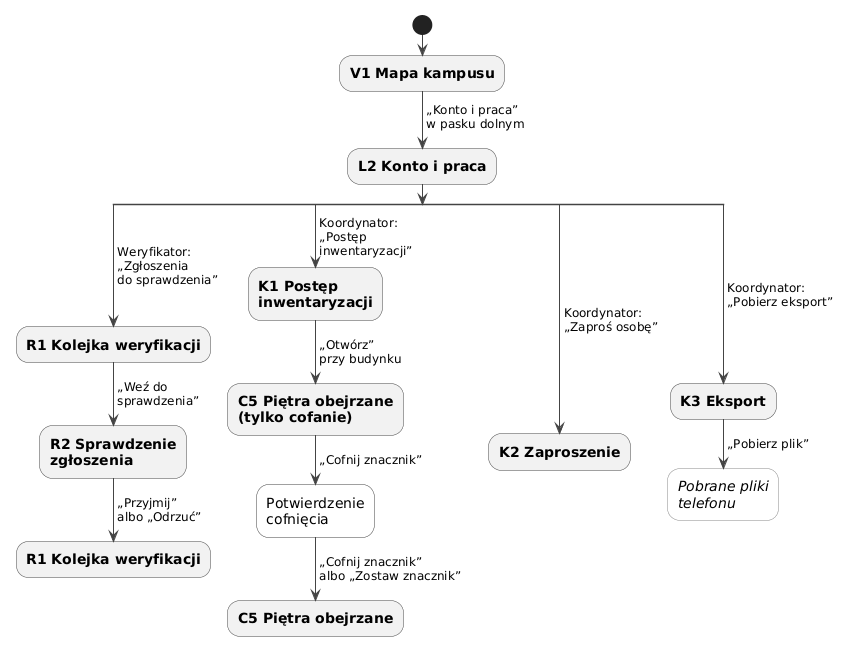 V1 Mapa kampusu
„Konto i praca”
w pasku dolnym
L2 Konto i praca
Weryfikator:
„Zgłoszenia
do sprawdzenia”
R1 Kolejka weryfikacji
„Weź do
sprawdzenia”
R2 Sprawdzenie
zgłoszenia
„Przyjmij”
albo „Odrzuć”
R1 Kolejka weryfikacji
Koordynator:
„Postęp
inwentaryzacji”
K1 Postęp
inwentaryzacji
„Otwórz”
przy budynku
C5 Piętra obejrzane
(tylko cofanie)
„Cofnij znacznik”
Potwierdzenie
cofnięcia
„Cofnij znacznik”
albo „Zostaw znacznik”
C5 Piętra obejrzane
Koordynator:
„Zaproś osobę”
K2 Zaproszenie
Koordynator:
„Pobierz eksport”
K3 Eksport
„Pobierz plik”
Pobrane pliki
telefonu